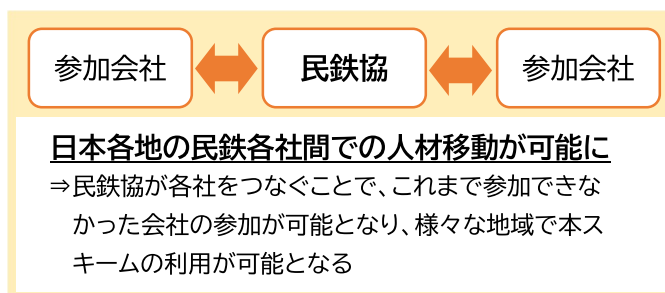 参加会社 民鉄協 参加会社
日本各地の民鉄各社間での人材移動が可能に
⇒民鉄協が各社をつなぐことで、これまで参加できな
かった会社の参加が可能となり、様々な地域で本ス
キームの利用が可能となる